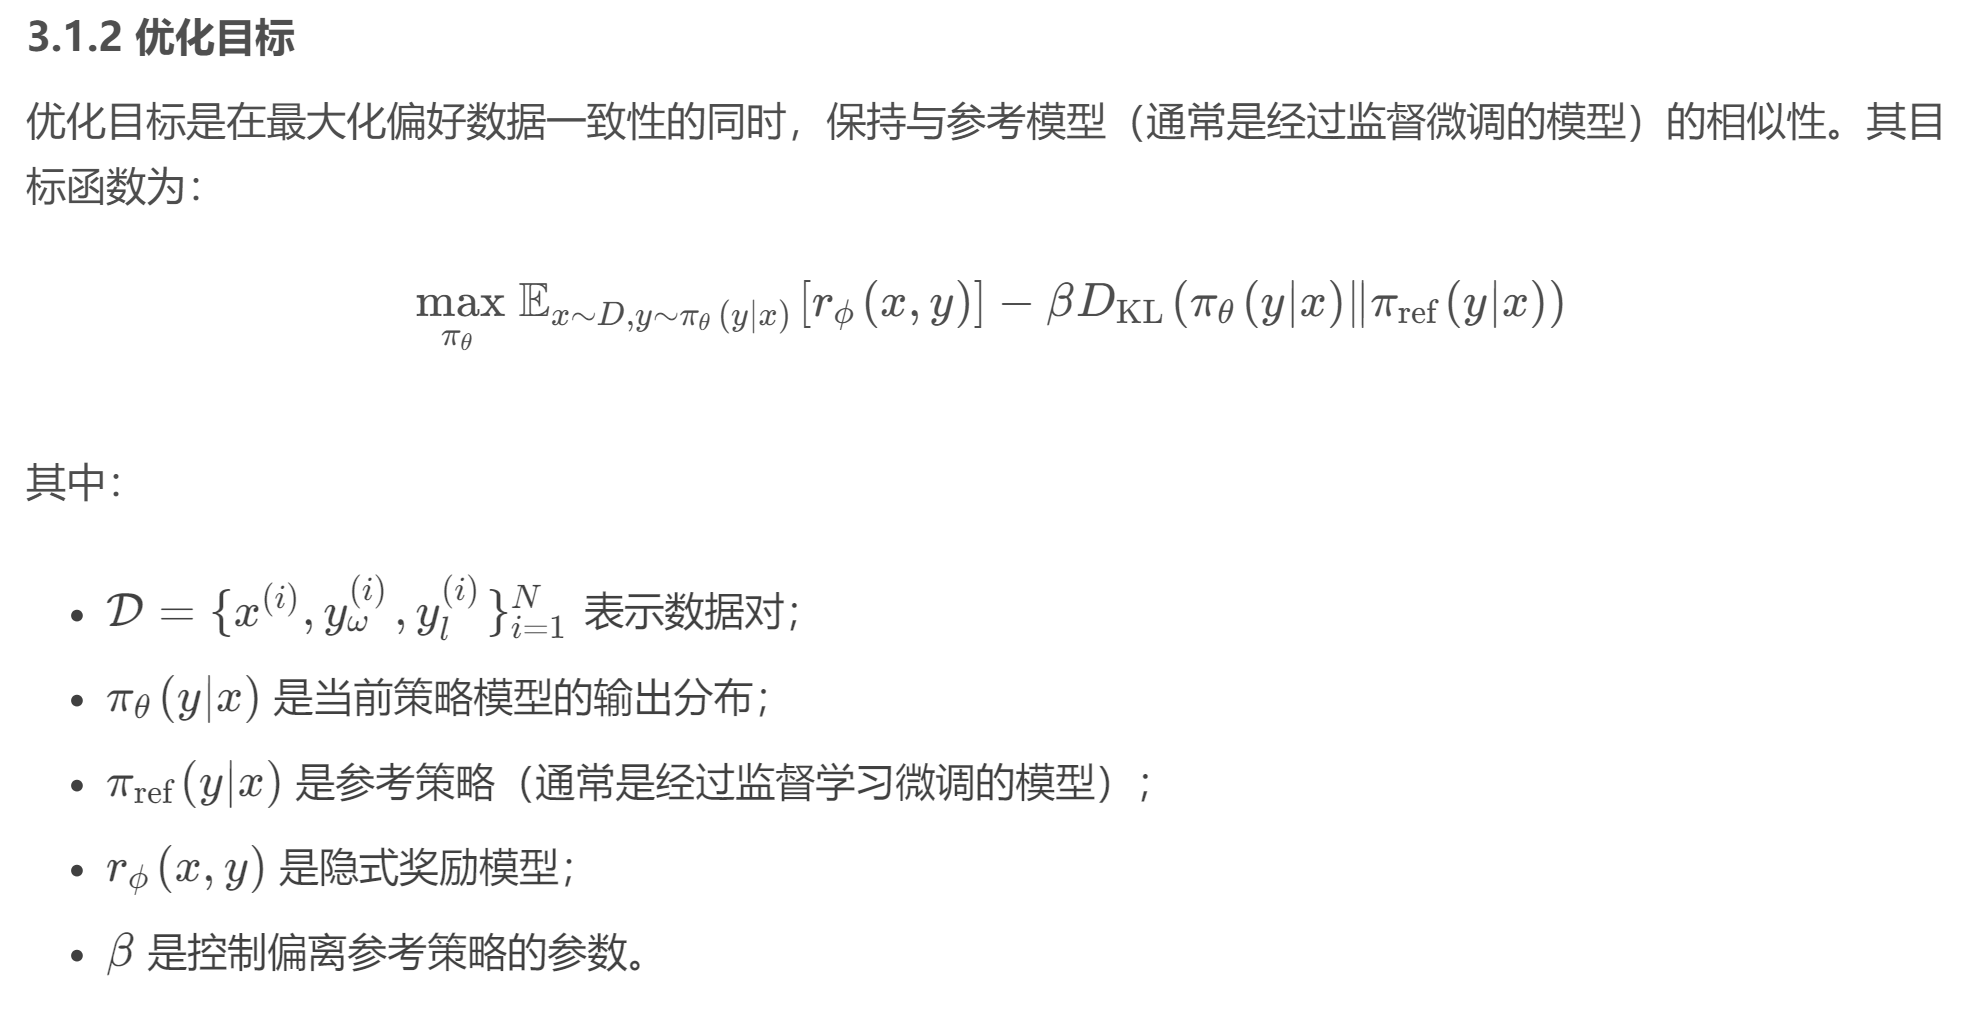 3.1.2 优化目标
优化目标是在最大化偏好数据一致性的同时，保持与参考模型（通常是经过监督微调的模型）的相似性。其目
标函数为：
$$\max_{\pi_\theta} \mathbb{E}_{x\sim D, y\sim \pi_\theta(y|x)}[r_\phi(x,y)] - \beta D_{\mathrm{KL}}(\pi_\theta(y|x)\|\pi_{\mathrm{ref}}(y|x))$$
其中：
• $\mathcal{D} = \{x^{(i)}, y_\omega^{(i)}, y_l^{(i)}\}_{i=1}^N$ 表示数据对；
• $\pi_\theta(y|x)$ 是当前策略模型的输出分布；
• $\pi_{\mathrm{ref}}(y|x)$ 是参考策略（通常是经过监督学习微调的模型）；
• $r_\phi(x,y)$ 是隐式奖励模型；
• $\beta$ 是控制偏离参考策略的参数。